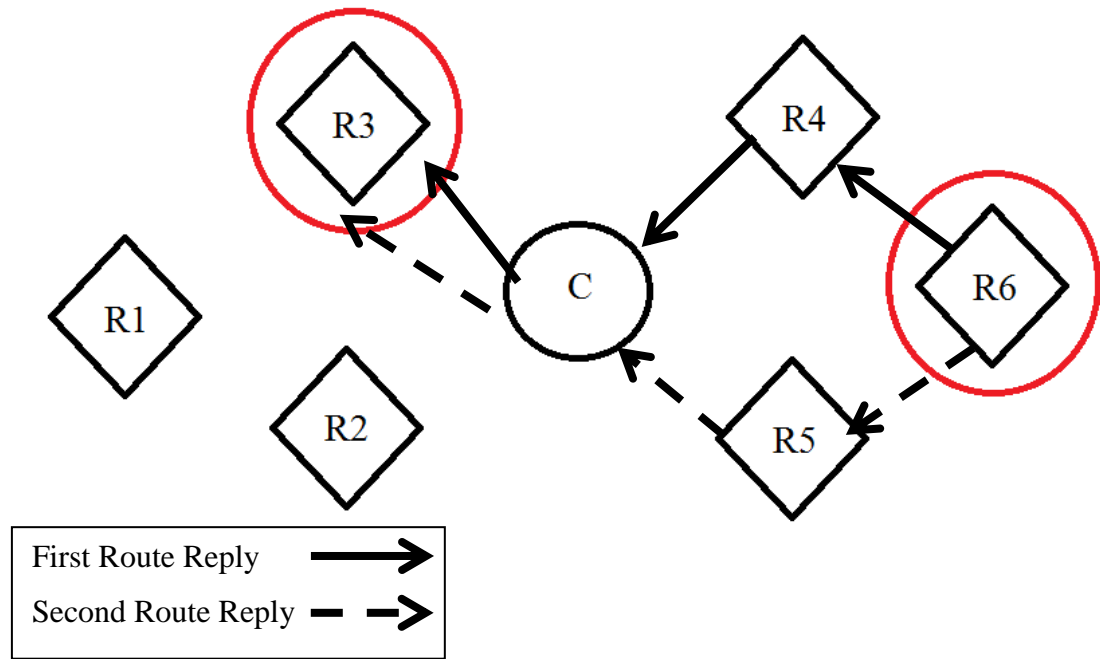 R3
R4
R6
C
R1
R2
R5
First Route Reply
Second Route Reply